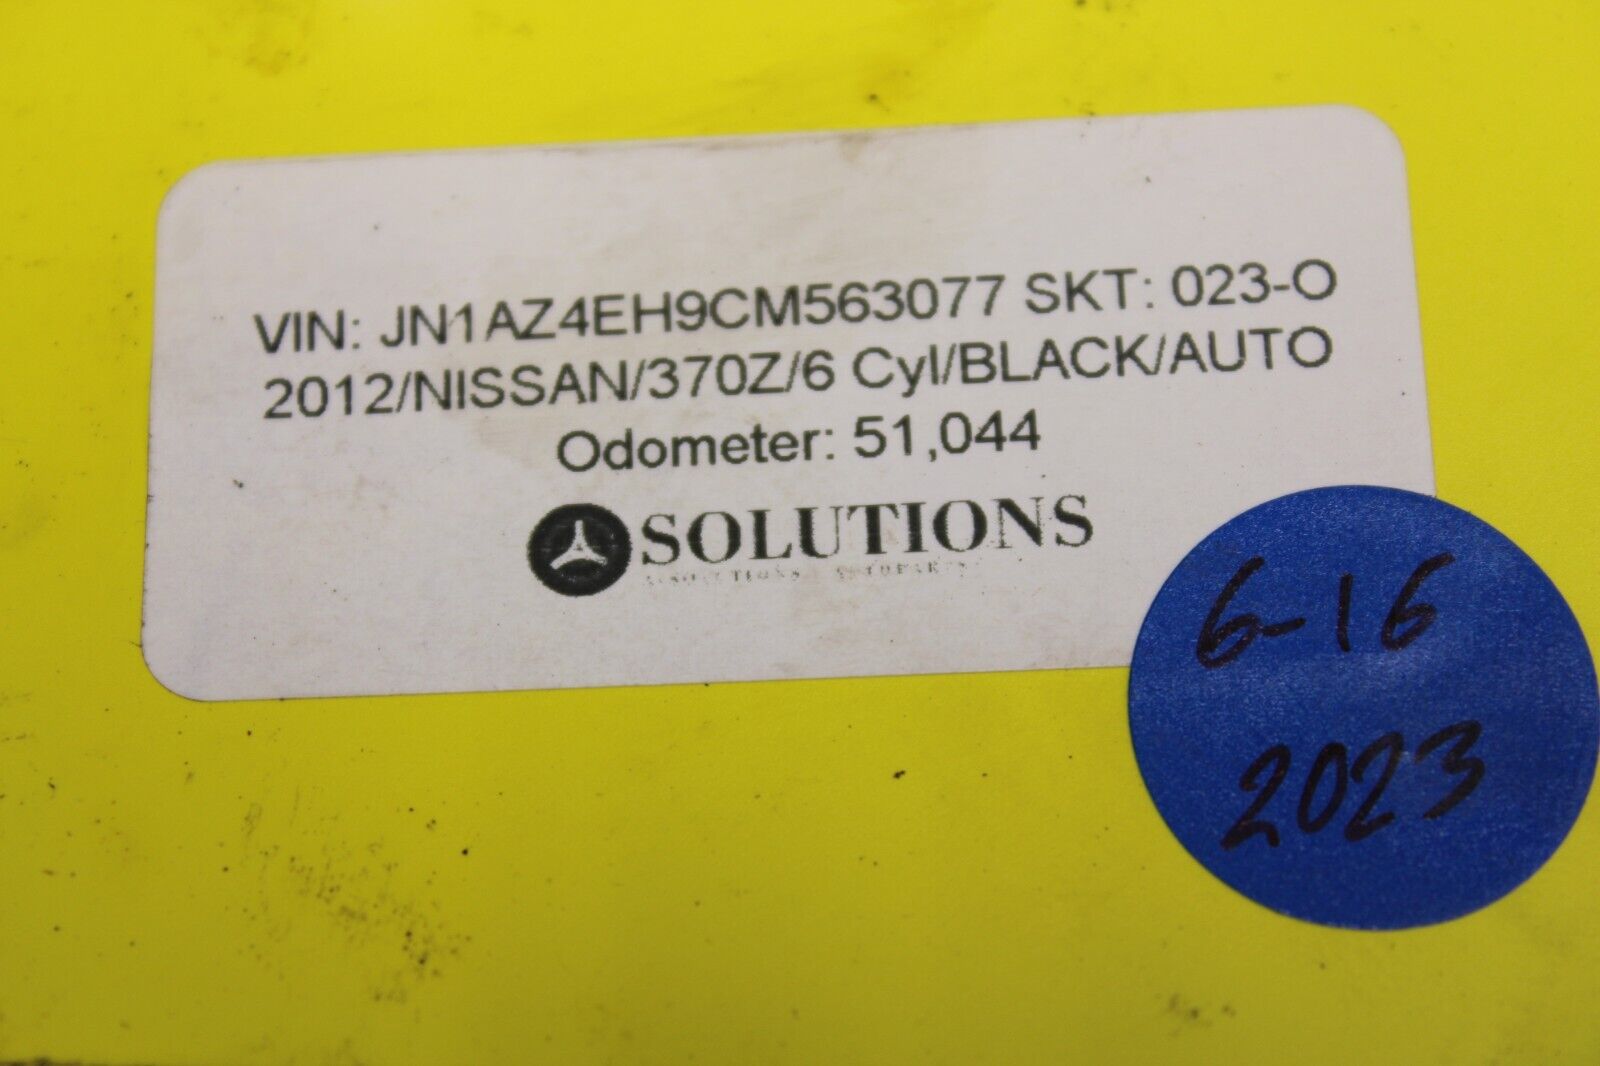 VIN: JN1AZ4EH9CM563077 SKT: 023-O
2012/NISSAN/370Z/6 Cyl/BLACK/AUTO
Odometer: 51,044
SOLUTIONS
6-16
2023